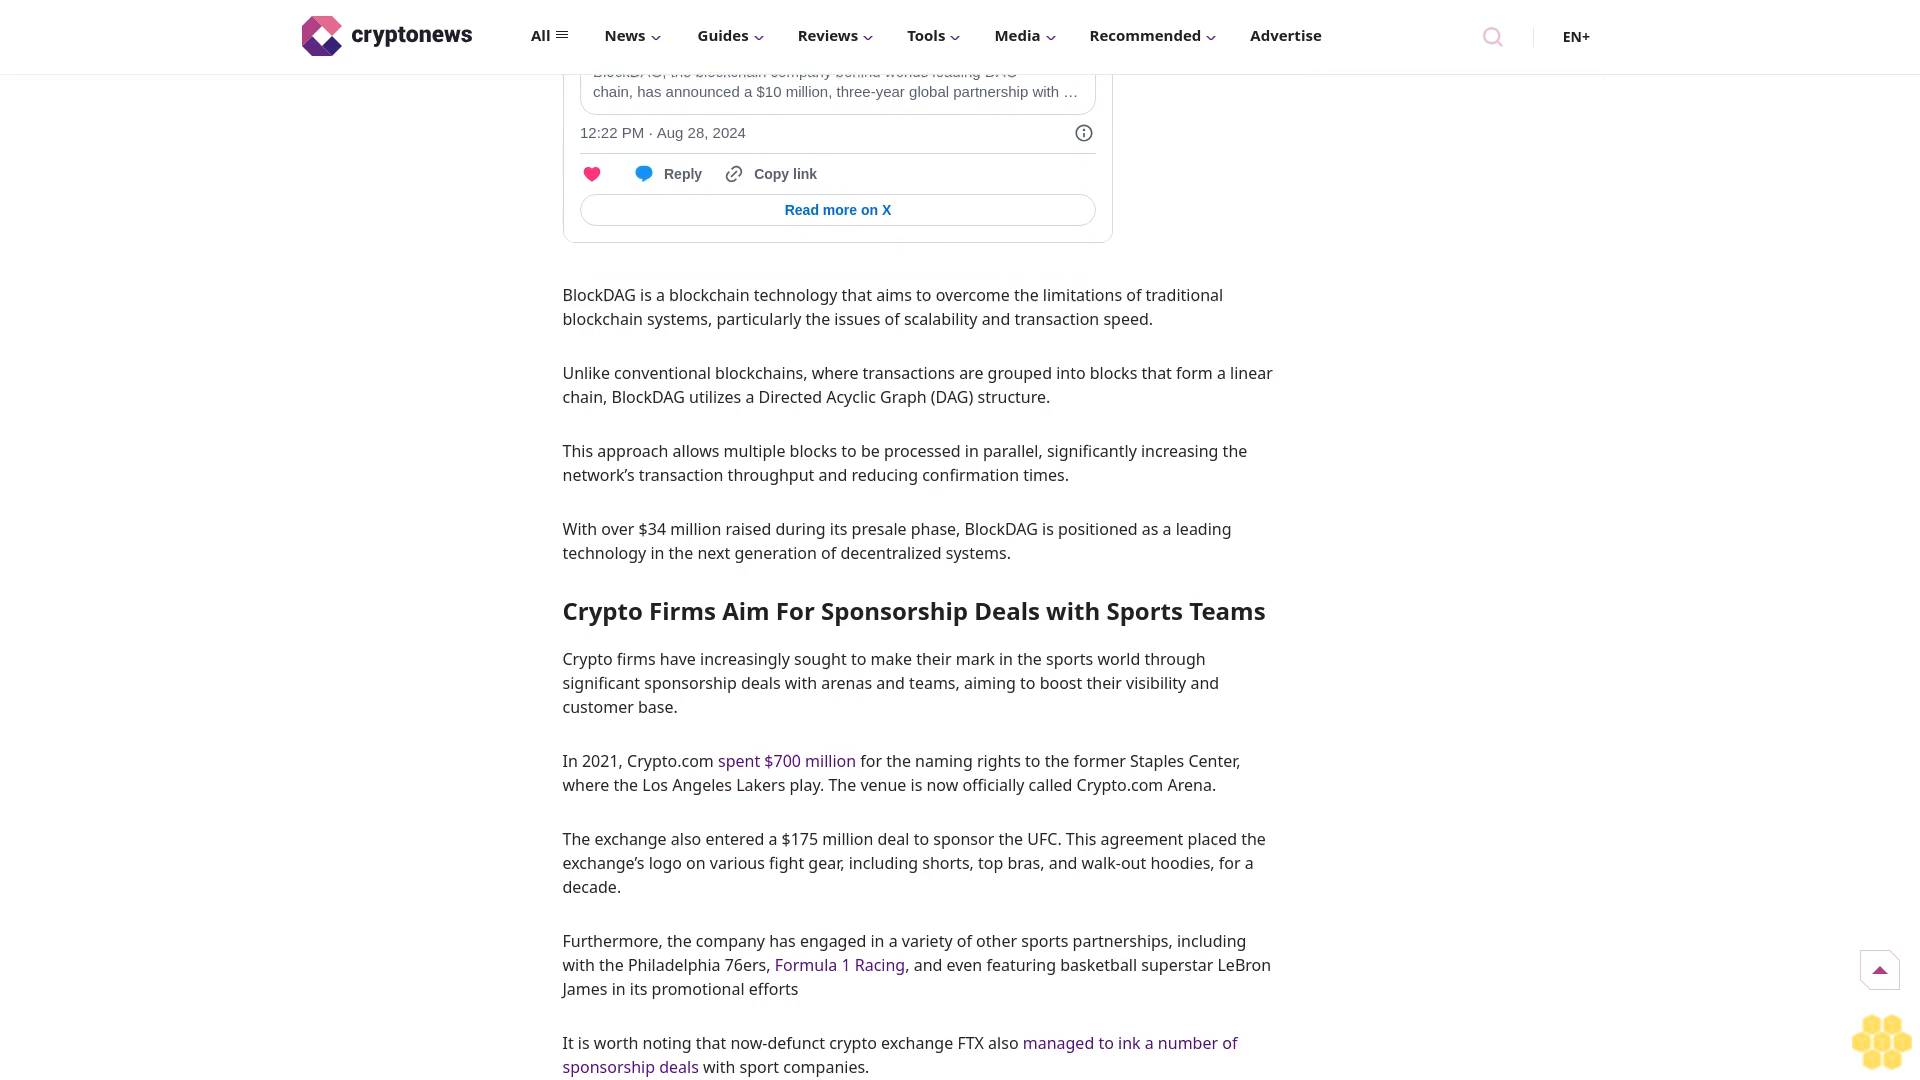 cryptonews
All
News
Guides
Reviews
Tools
Media
Recommended
Advertise
EN+
chain, has announced a $10 million, three-year global partnership with …
12:22 PM · Aug 28, 2024
Reply
Copy link
Read more on X
BlockDAG is a blockchain technology that aims to overcome the limitations of traditional
blockchain systems, particularly the issues of scalability and transaction speed.
Unlike conventional blockchains, where transactions are grouped into blocks that form a linear
chain, BlockDAG utilizes a Directed Acyclic Graph (DAG) structure.
This approach allows multiple blocks to be processed in parallel, significantly increasing the
network’s transaction throughput and reducing confirmation times.
With over $34 million raised during its presale phase, BlockDAG is positioned as a leading
technology in the next generation of decentralized systems.
Crypto Firms Aim For Sponsorship Deals with Sports Teams
Crypto firms have increasingly sought to make their mark in the sports world through
significant sponsorship deals with arenas and teams, aiming to boost their visibility and
customer base.
In 2021, Crypto.com spent $700 million for the naming rights to the former Staples Center,
where the Los Angeles Lakers play. The venue is now officially called Crypto.com Arena.
The exchange also entered a $175 million deal to sponsor the UFC. This agreement placed the
exchange’s logo on various fight gear, including shorts, top bras, and walk-out hoodies, for a
decade.
Furthermore, the company has engaged in a variety of other sports partnerships, including
with the Philadelphia 76ers, Formula 1 Racing, and even featuring basketball superstar LeBron
James in its promotional efforts
It is worth noting that now-defunct crypto exchange FTX also managed to ink a number of
sponsorship deals with sport companies.